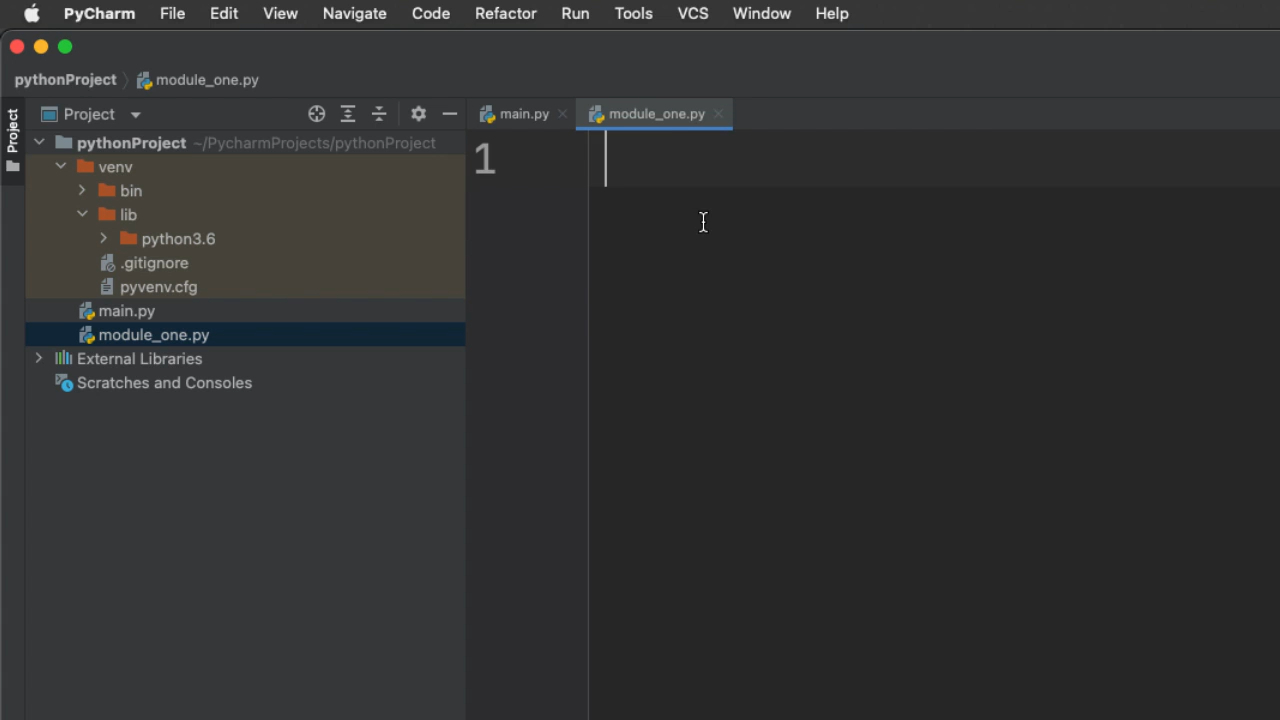 PyCharm File Edit View Navigate Code Refactor Run Tools VCS Window Help
pythonProject module_one.py
Project
Project
main.py
module_one.py
pythonProject ~/PycharmProjects/pythonProject
1
venv
bin
lib
python3.6
.gitignore
pyvenv.cfg
main.py
module_one.py
External Libraries
Scratches and Consoles